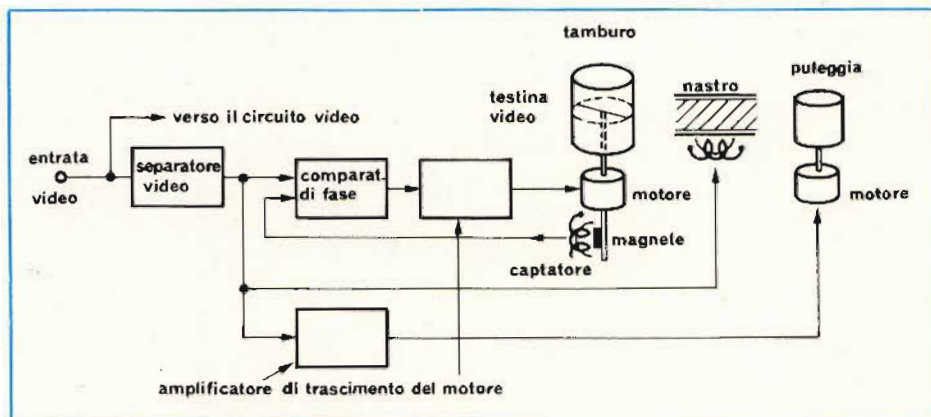 tamburo
puleggia
nastro
testina
video
verso il circuito video
entrata
video
separatore
video
comparat.
di fase
motore
motore
magnele
captatore
amplificatore di trascimento del motore